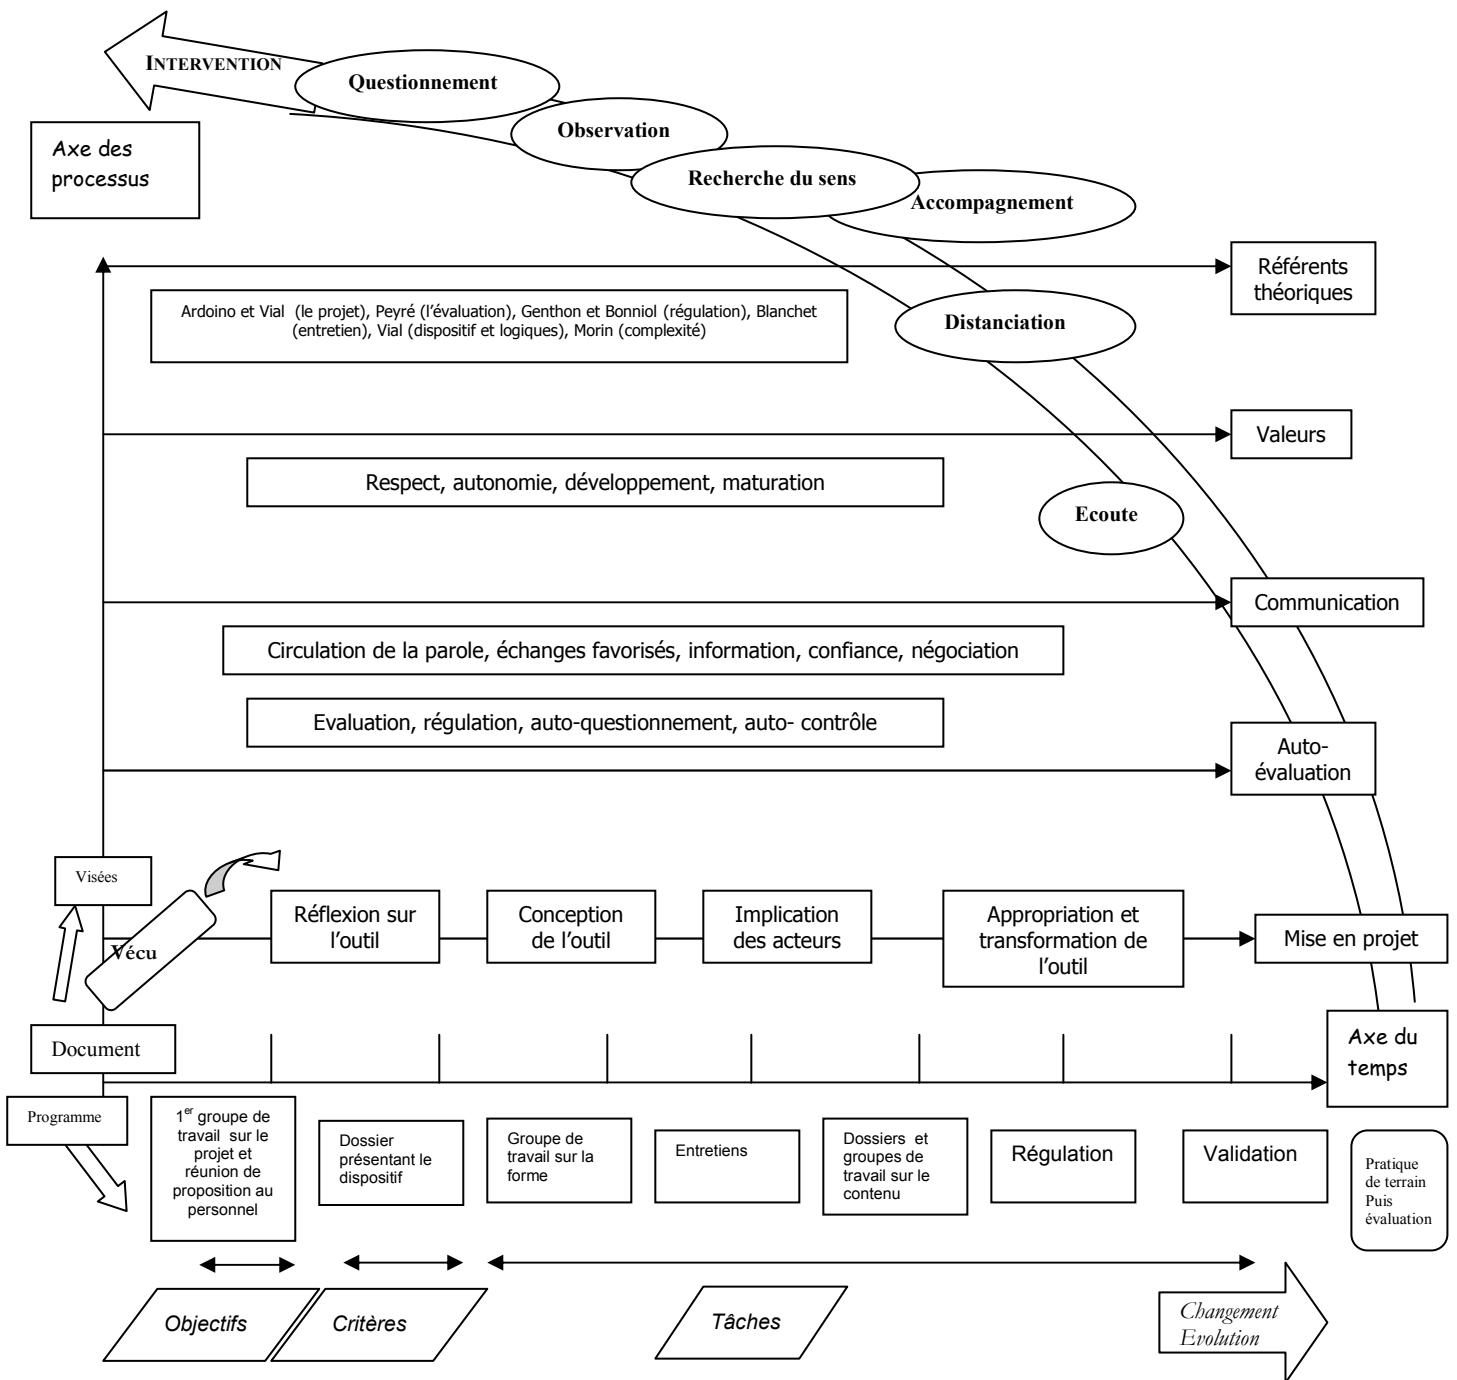 INTERVENTION
Questionnement
Observation
Recherche du sens
Accompagnement
Axe des
processus
Référents
théoriques
Ardoino et Vial  (le projet), Peyré (l’évaluation), Genthon et Bonniol (régulation), Blanchet
(entretien), Vial (dispositif et logiques), Morin (complexité)
Distanciation
Valeurs
Respect, autonomie, développement, maturation
Ecoute
Communication
Circulation de la parole, échanges favorisés, information, confiance, négociation
Evaluation, régulation, auto-questionnement, auto- contrôle
Auto-
évaluation
Visées
Vécu
Réflexion sur
l’outil
Conception
de l’outil
Implication
des acteurs
Appropriation et
transformation de
l’outil
Mise en projet
Document
Axe du
temps
Programme
1er groupe de
travail  sur le
projet et
réunion de
proposition au
personnel
Dossier
présentant le
dispositif
Groupe de
travail sur la
forme
Entretiens
Dossiers  et
groupes de
travail sur le
contenu
Régulation
Validation
Pratique
de terrain
Puis
évaluation
Objectifs
Critères
Tâches
Changement
Evolution